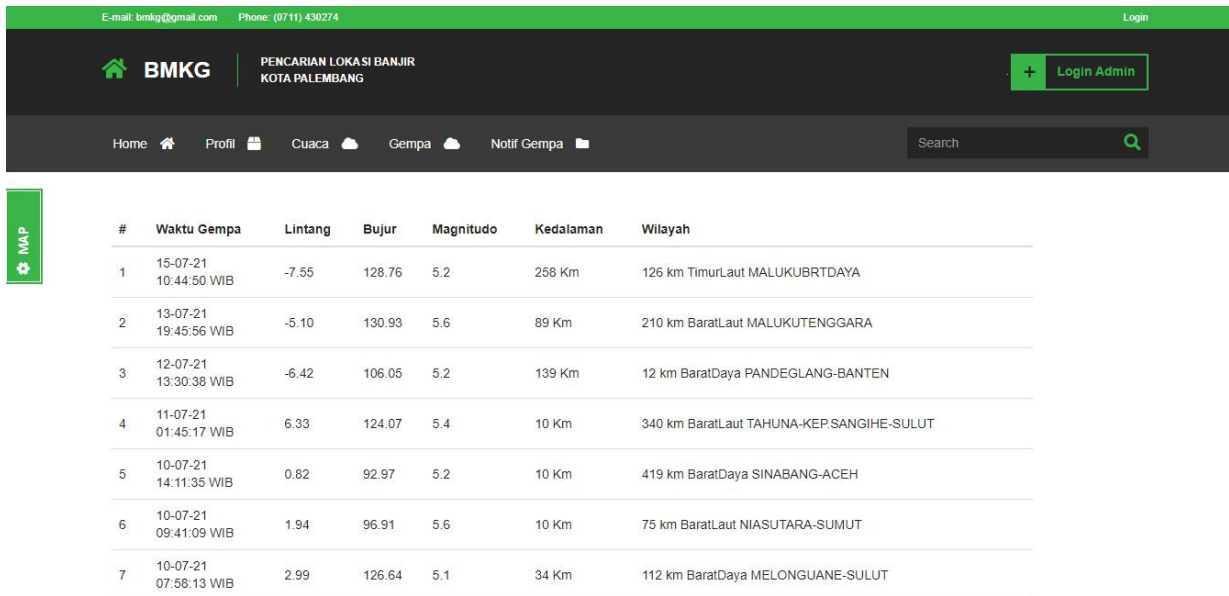 E-mail: bmkg@gmail.com Phone: (0711) 430274 Login
BMKG
PENCARIAN LOKASI BANJIR
KOTA PALEMBANG
+ Login Admin
Home Profil Cuaca Gempa Notif Gempa Search
MAP
# Waktu Gempa Lintang Bujur Magnitudo Kedalaman Wilayah
1 15-07-21 10:44:50 WIB -7.55 128.76 5.2 258 Km 126 km TimurLaut MALUKUBRTDAYA
2 13-07-21 19:45:56 WIB -5.10 130.93 5.6 89 Km 210 km BaratLaut MALUKUTENGGARA
3 12-07-21 13:30:38 WIB -6.42 106.05 5.2 139 Km 12 km BaratDaya PANDEGLANG-BANTEN
4 11-07-21 01:45:17 WIB 6.33 124.07 5.4 10 Km 340 km BaratLaut TAHUNA-KEP.SANGIHE-SULUT
5 10-07-21 14:11:35 WIB 0.82 92.97 5.2 10 Km 419 km BaratDaya SINABANG-ACEH
6 10-07-21 09:41:09 WIB 1.94 96.91 5.6 10 Km 75 km BaratLaut NIASUTARA-SUMUT
7 10-07-21 07:58:13 WIB 2.99 126.64 5.1 34 Km 112 km BaratDaya MELONGUANE-SULUT